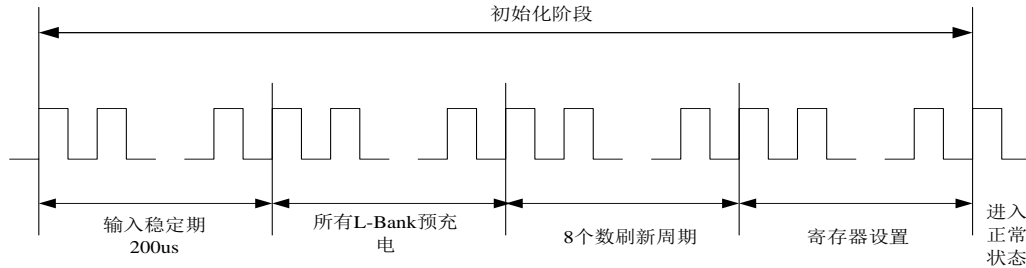 初始化阶段
输入稳定期
200us
所有L-Bank预充
电
8个数刷新周期
寄存器设置
进入
正常
状态